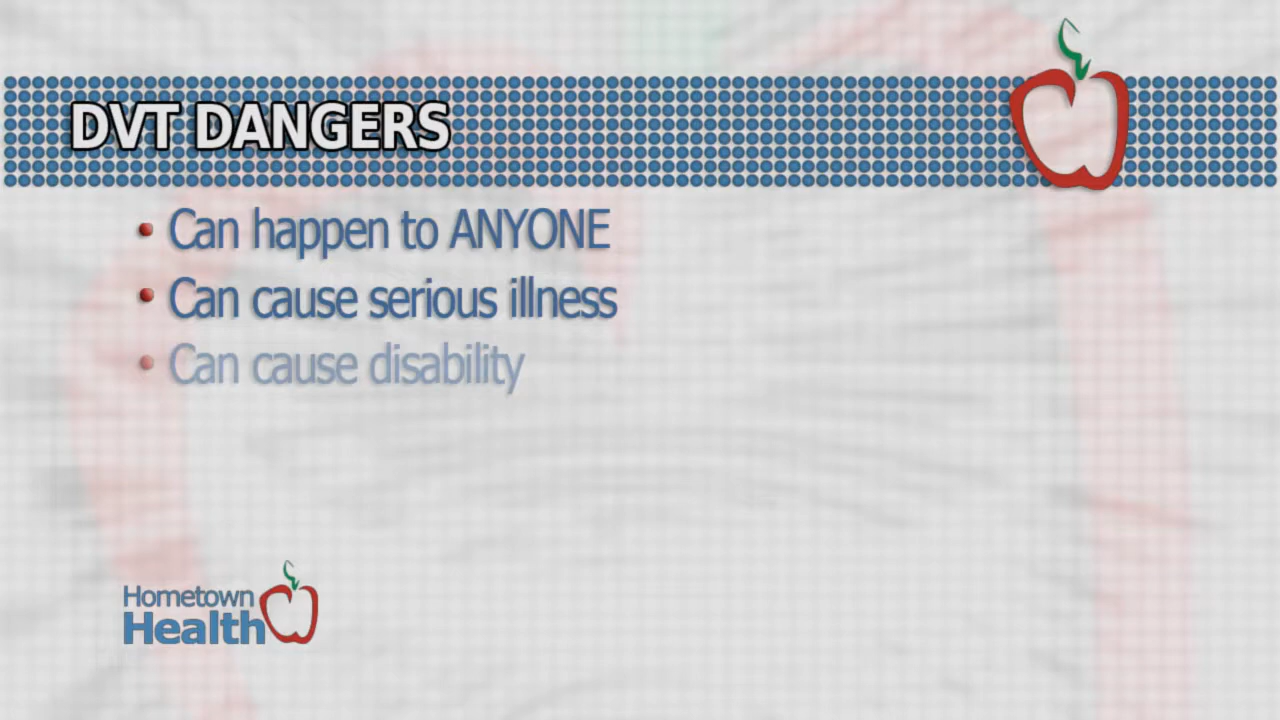 DVT DANGERS
Can happen to ANYONE
Can cause serious illness
Can cause disability
Hometown
Health